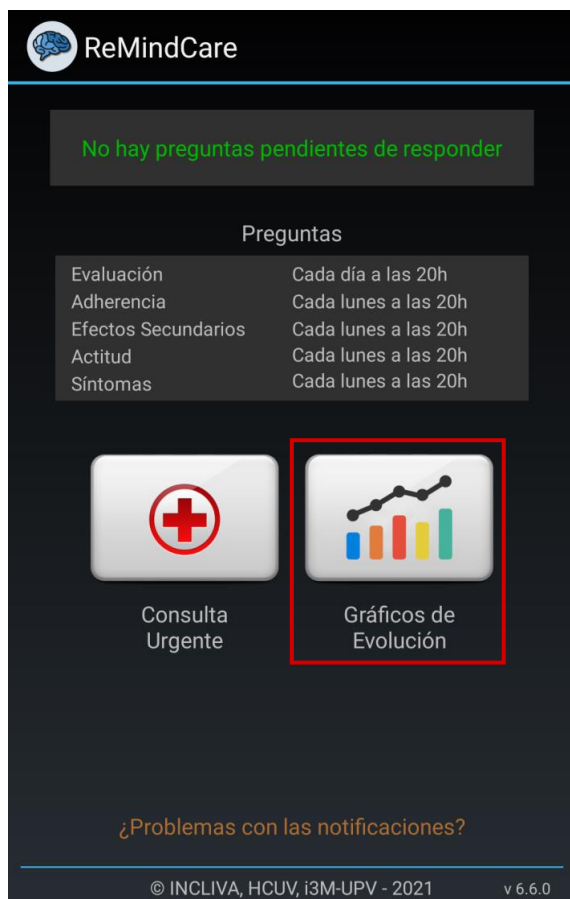 ReMindCare
No hay preguntas pendientes de responder
Preguntas
Evaluación Cada día a las 20h
Adherencia Cada lunes a las 20h
Efectos Secundarios Cada lunes a las 20h
Actitud Cada lunes a las 20h
Síntomas Cada lunes a las 20h
Consulta
Urgente
Gráficos de
Evolución
¿Problemas con las notificaciones?
© INCLIVA, HCUV, i3M-UPV - 2021 v 6.6.0